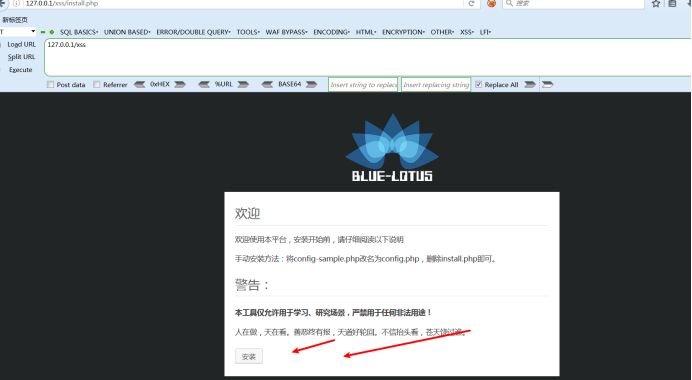 127.0.0.1/xss/install.php
搜索
新标签页
T SQL BASICS UNION BASED ERROR/DOUBLE QUERY TOOLS WAF BYPASS ENCODING HTML ENCRYPTION OTHER XSS LFI
Load URL 127.0.0.1/xss
Split URL
Execute
Post data Referrer 0xHEX %URL BASE64 Insert string to replace Insert replacing string Replace All
BLUE-LOTUS
欢迎
欢迎使用本平台，安装开始前，请仔细阅读以下说明
手动安装方法：将config-sample.php改名为config.php，删除install.php即可。
警告：
本工具仅允许用于学习、研究场景，严禁用于任何非法用途！
人在做，天在看。善恶终有报，天道好轮回。不信抬头看，苍天饶过谁。
安装